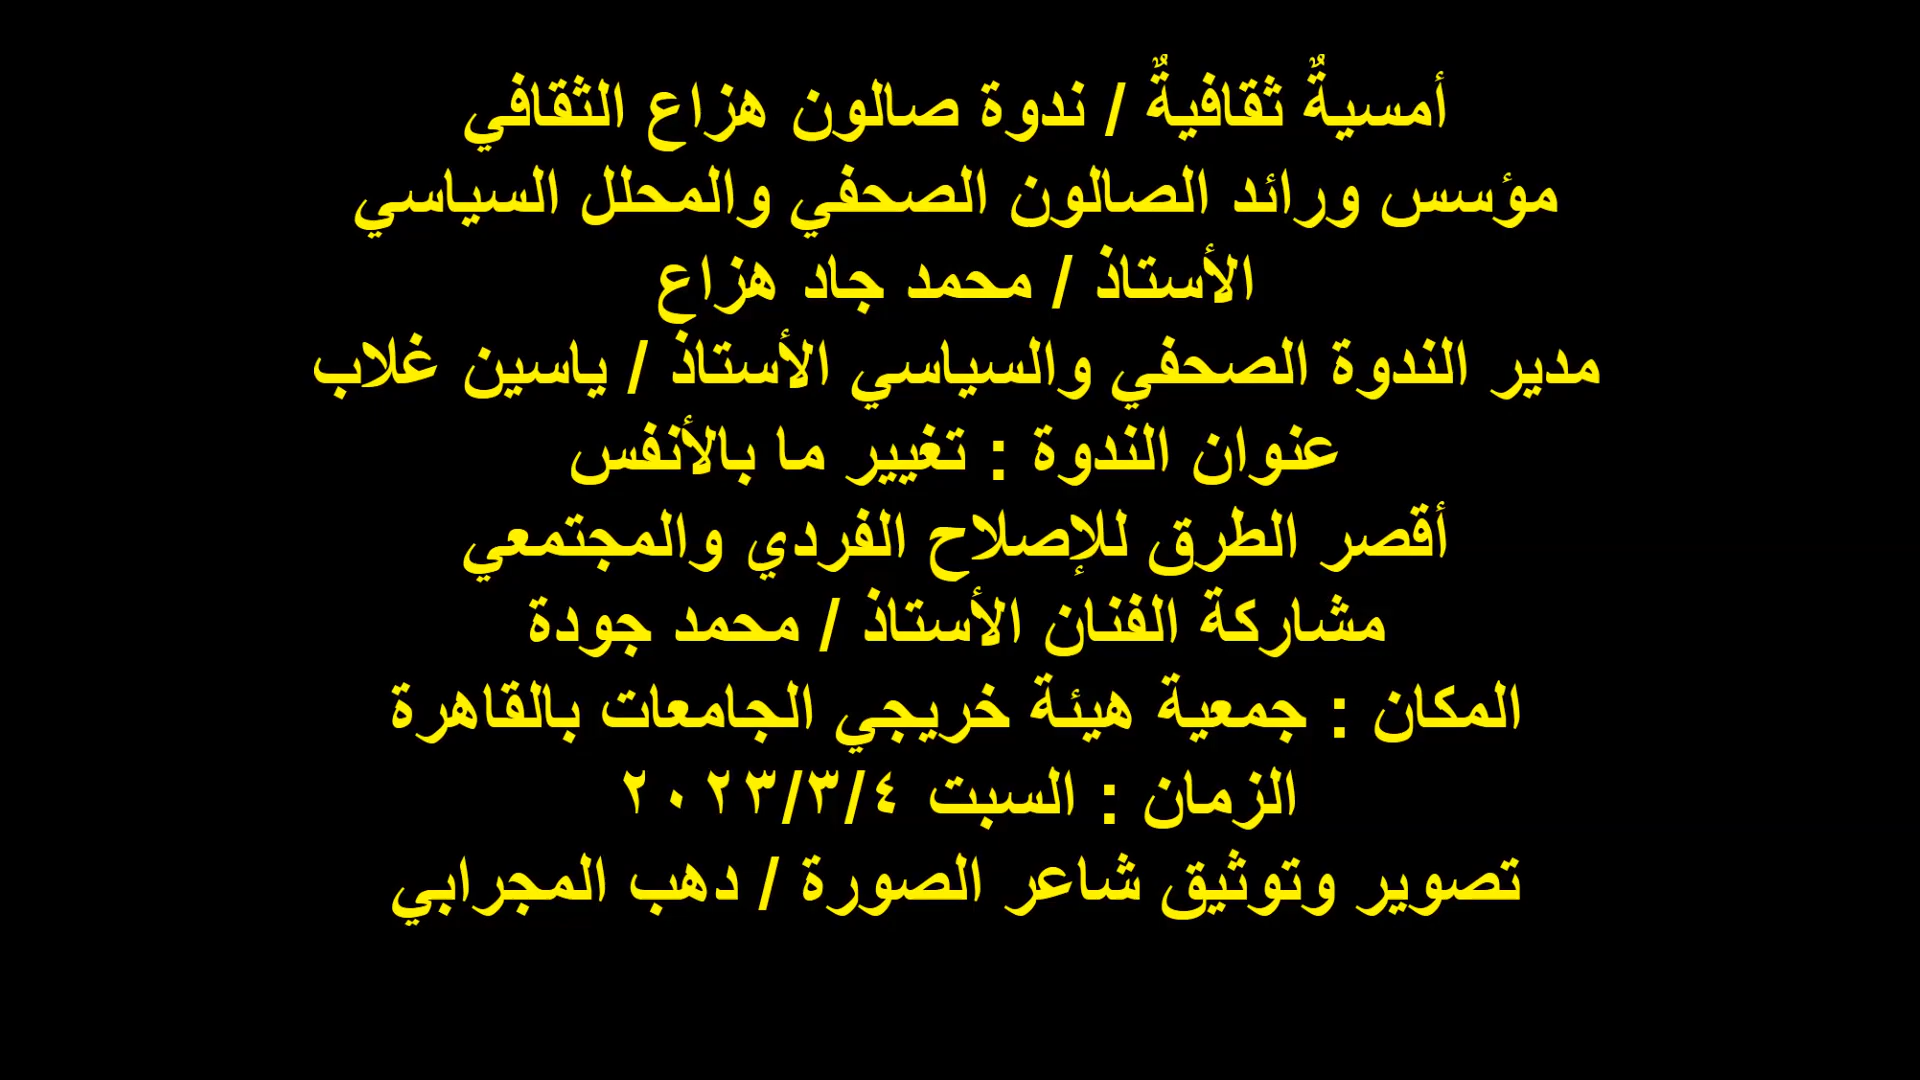 أمسيةٌ ثقافيةٌ / ندوة صالون هزاع الثقافي
مؤسس ورائد الصالون الصحفي والمحلل السياسي
الأستاذ / محمد جاد هزاع
مدير الندوة الصحفي والسياسي الأستاذ / ياسين غلاب
عنوان الندوة : تغيير ما بالأنفس
أقصر الطرق للإصلاح الفردي والمجتمعي
مشاركة الفنان الأستاذ / محمد جودة
المكان : جمعية هيئة خريجي الجامعات بالقاهرة
الزمان : السبت ٢٠٢٣/٣/٤
تصوير وتوثيق شاعر الصورة / دهب المجرابي